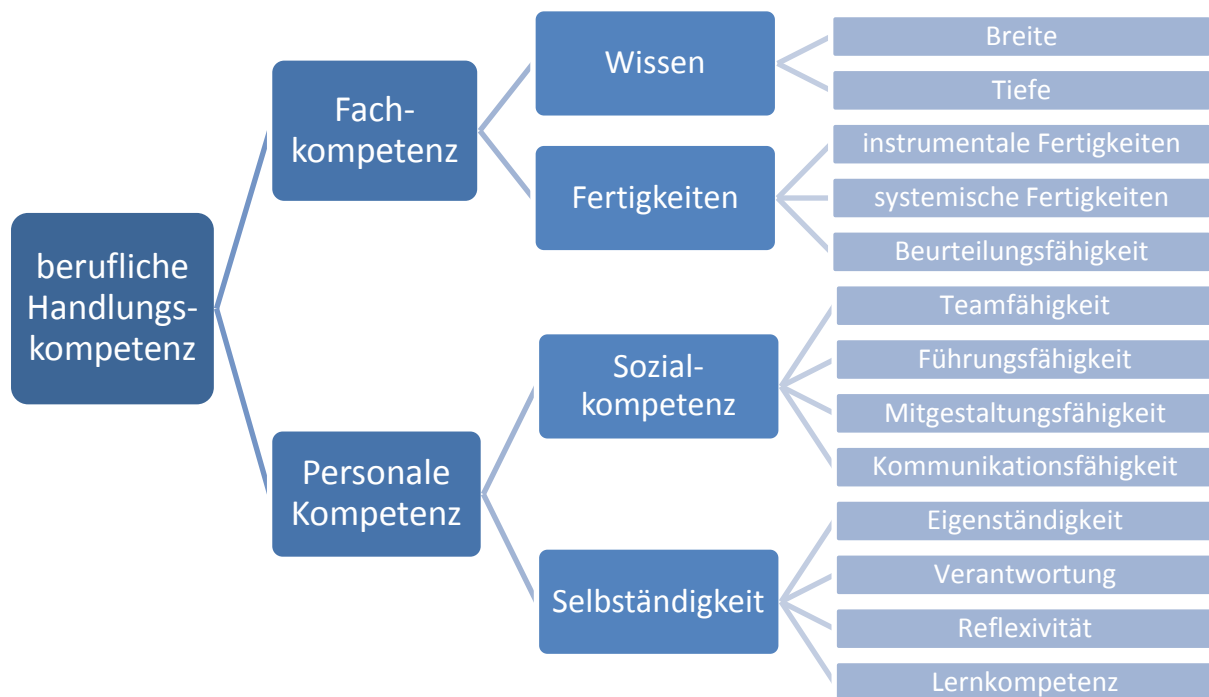 berufliche
Handlungs-
kompetenz
Fach-
kompetenz
Wissen
Breite
Tiefe
Fertigkeiten
instrumentale Fertigkeiten
systemische Fertigkeiten
Beurteilungsfähigkeit
Personale
Kompetenz
Sozial-
kompetenz
Teamfähigkeit
Führungsfähigkeit
Mitgestaltungsfähigkeit
Kommunikationsfähigkeit
Selbständigkeit
Eigenständigkeit
Verantwortung
Reflexivität
Lernkompetenz